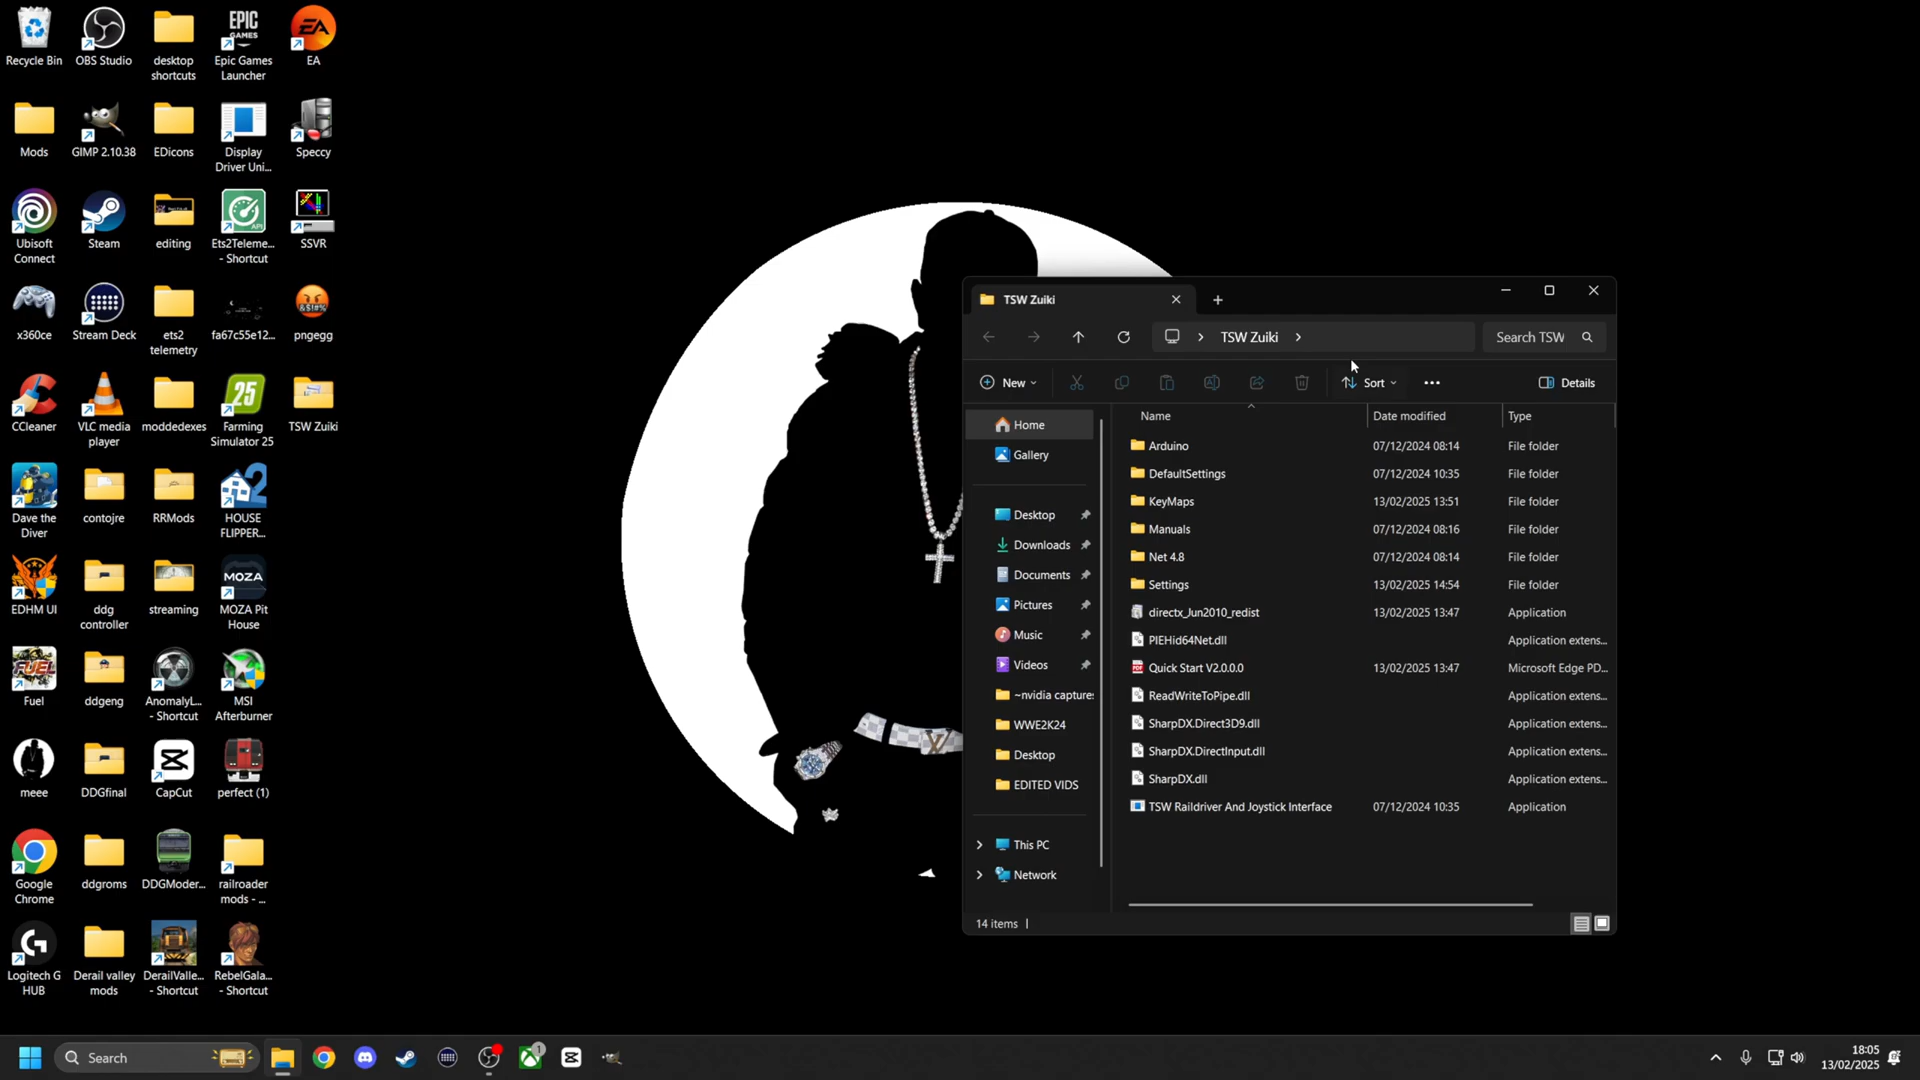 Recycle Bin
OBS Studio
desktop
shortcuts
EPIC
GAMES
Epic Games
Launcher
EA
EA
Mods
GIMP 2.10.38
EDicons
Display
Driver Uni...
Speccy
Ubisoft
Connect
Steam
editing
API
Ets2Teleme...
- Shortcut
SSVR
x360ce
Stream Deck
ets2
telemetry
fa67c55e12...
&$!#%
pngegg
CCleaner
VLC media
player
moddedexes
25
Farming
Simulator 25
TSW Zuiki
Dave the
Diver
contojre
RRMods
2
HOUSE
FLIPPER...
EDHM UI
ddg
controller
streaming
MOZA
MOZA Pit
House
FUEL
Fuel
ddgeng
AnomalyL...
- Shortcut
MSI
Afterburner
meee
DDGfinal
CapCut
perfect (1)
Google
Chrome
ddgroms
DDGModer...
railroader
mods - ...
Logitech G
HUB
Derail valley
mods
DerailValle...
- Shortcut
RebelGala...
- Shortcut
TSW Zuiki
TSW Zuiki
Search TSW
New
Sort
Details
Home
Gallery
Desktop
Downloads
Documents
Pictures
Music
Videos
~nvidia captures
WWE2K24
Desktop
EDITED VIDS
This PC
Network
Name Date modified Type
Arduino 07/12/2024 08:14 File folder
DefaultSettings 07/12/2024 10:35 File folder
KeyMaps 13/02/2025 13:51 File folder
Manuals 07/12/2024 08:16 File folder
Net 4.8 07/12/2024 08:14 File folder
Settings 13/02/2025 14:54 File folder
directx_Jun2010_redist 13/02/2025 13:47 Application
PIEHid64Net.dll Application extens...
Quick Start V2.0.0.0 13/02/2025 13:47 Microsoft Edge PD...
ReadWriteToPipe.dll Application extens...
SharpDX.Direct3D9.dll Application extens...
SharpDX.DirectInput.dll Application extens...
SharpDX.dll Application extens...
TSW Raildriver And Joystick Interface 07/12/2024 10:35 Application
14 items
Search
1
18:05
13/02/2025